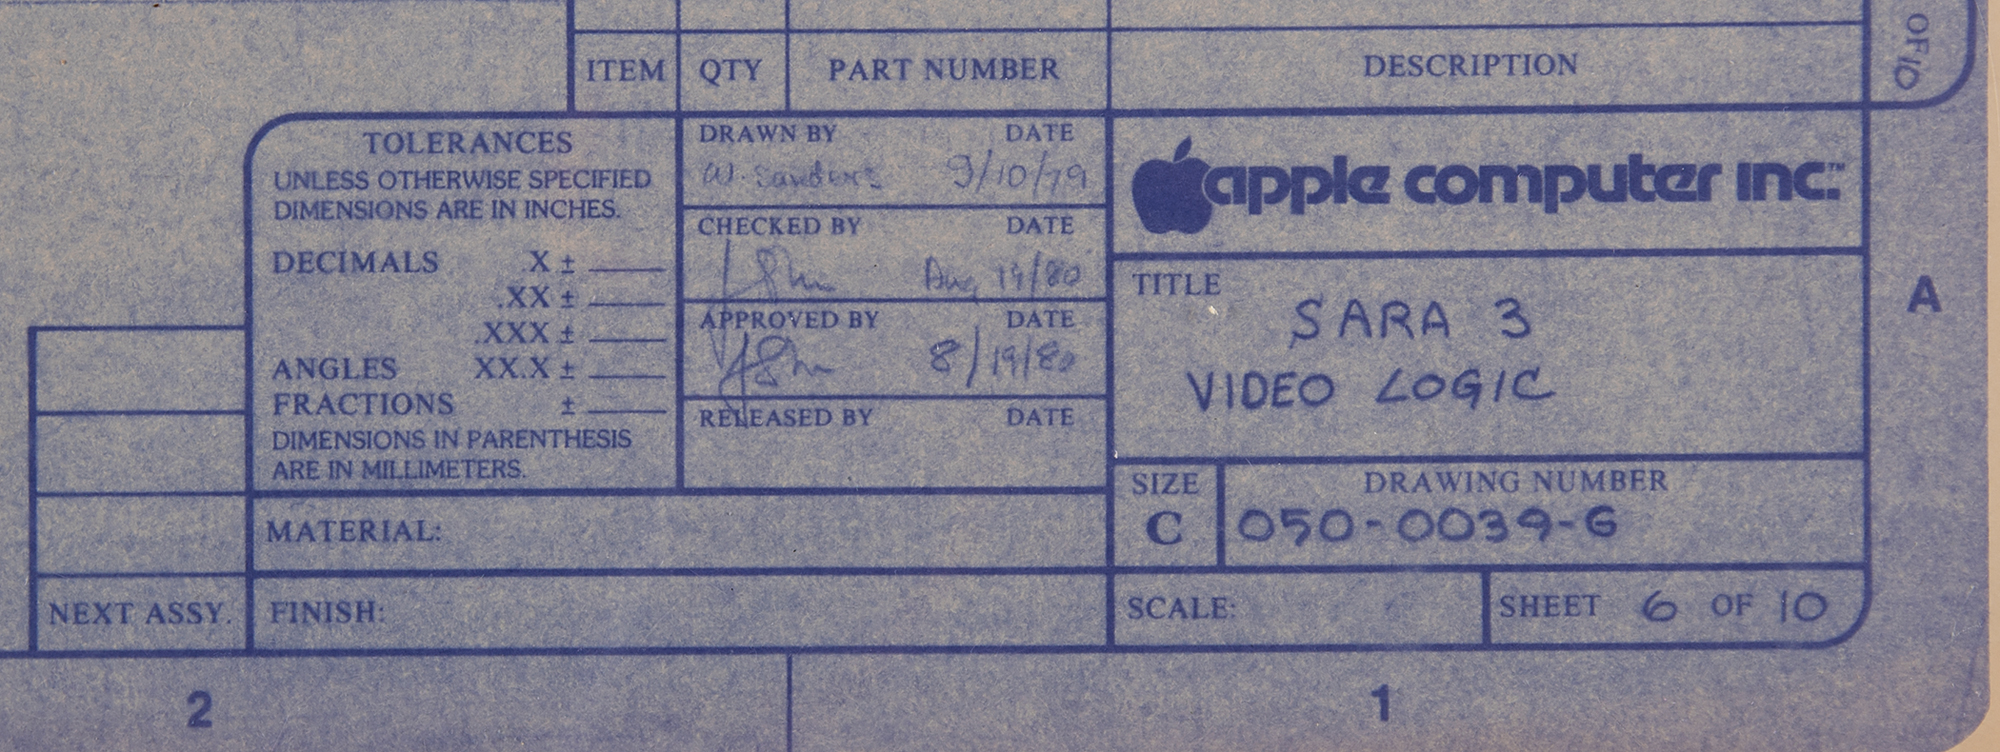 OF 10
ITEM QTY PART NUMBER DESCRIPTION
TOLERANCES
UNLESS OTHERWISE SPECIFIED
DIMENSIONS ARE IN INCHES.
DECIMALS X ±
.XX ±
.XXX ±
ANGLES XX.X ±
FRACTIONS ±
DIMENSIONS IN PARENTHESIS
ARE IN MILLIMETERS.
DRAWN BY DATE
W. Sanders 9/10/79
CHECKED BY DATE
Aug 19/80
APPROVED BY DATE
8/19/80
RELEASED BY DATE
apple computer inc.™
TITLE
SARA 3
VIDEO LOGIC
A
SIZE DRAWING NUMBER
C 050-0039-G
MATERIAL:
NEXT ASSY. FINISH:
SCALE: SHEET 6 OF 10
2 1